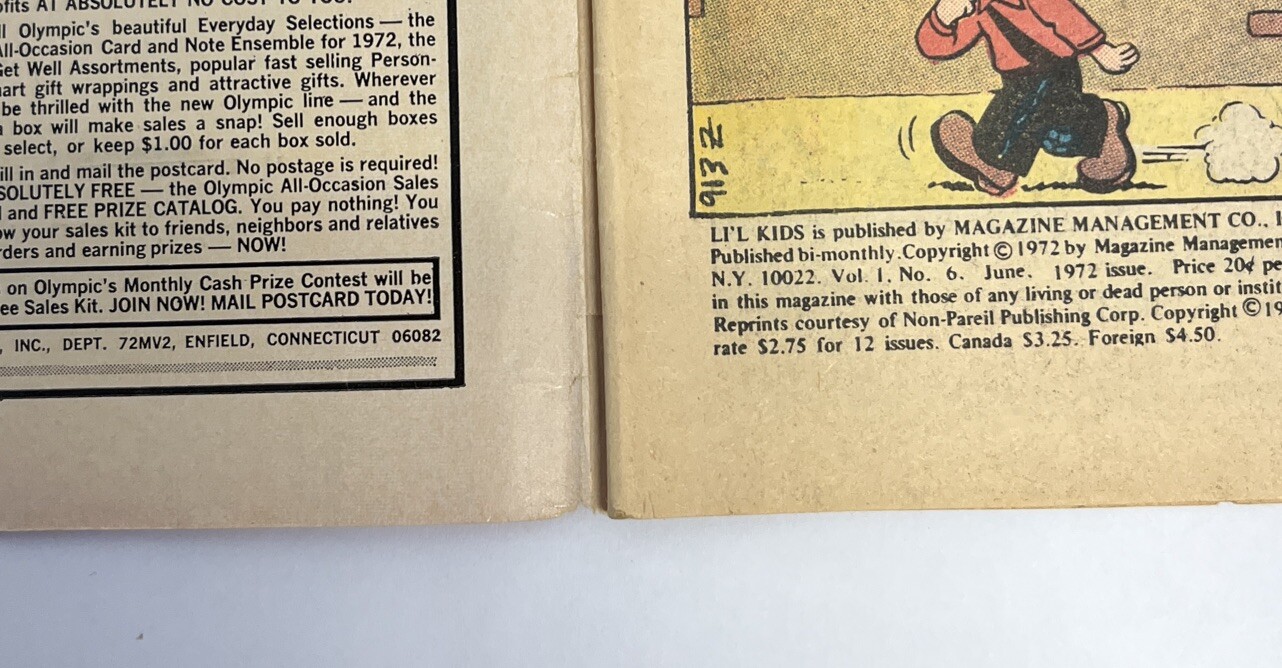 ofits AT ABSOLUTELY NO COST TO YOU!
ll Olympic's beautiful Everyday Selections — the
All-Occasion Card and Note Ensemble for 1972, the
Get Well Assortments, popular fast selling Person-
art gift wrappings and attractive gifts. Wherever
be thrilled with the new Olympic line — and the
a box will make sales a snap! Sell enough boxes
select, or keep $1.00 for each box sold.
ill in and mail the postcard. No postage is required!
SOLUTELY FREE — the Olympic All-Occasion Sales
l and FREE PRIZE CATALOG. You pay nothing! You
ow your sales kit to friends, neighbors and relatives
rders and earning prizes — NOW!
on Olympic's Monthly Cash Prize Contest will be
ee Sales Kit. JOIN NOW! MAIL POSTCARD TODAY!
, INC., DEPT. 72MV2, ENFIELD, CONNECTICUT 06082
LI'L KIDS is published by MAGAZINE MANAGEMENT CO., I
Published bi-monthly. Copyright © 1972 by Magazine Managemen
N.Y. 10022. Vol. 1, No. 6, June, 1972 issue. Price 20¢ pe
in this magazine with those of any living or dead person or instit
Reprints courtesy of Non-Pareil Publishing Corp. Copyright © 19
rate $2.75 for 12 issues. Canada $3.25. Foreign $4.50.